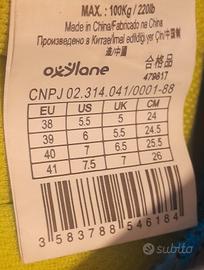 MAX. : 100Kg / 220lb
Made in China/Fabricado na China
Произведено в Китае/imal edildiği yer Çin/中国制
造/中國
oxylane
合格品
479817
CNPJ 02.314.041/0001-88
EU US UK CM
38 5.5 5 24
39 6 5.5 24.5
40 7 6.5 25.5
41 7.5 7 26
3 583788 546184
subito